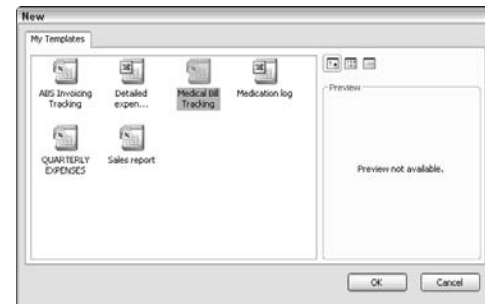 New
My Templates
ABS Invoicing
Tracking
Detailed
expen...
Medical Bill
Tracking
Medication log
QUARTERLY
EXPENSES
Sales report
Preview
Preview not available.
OK
Cancel